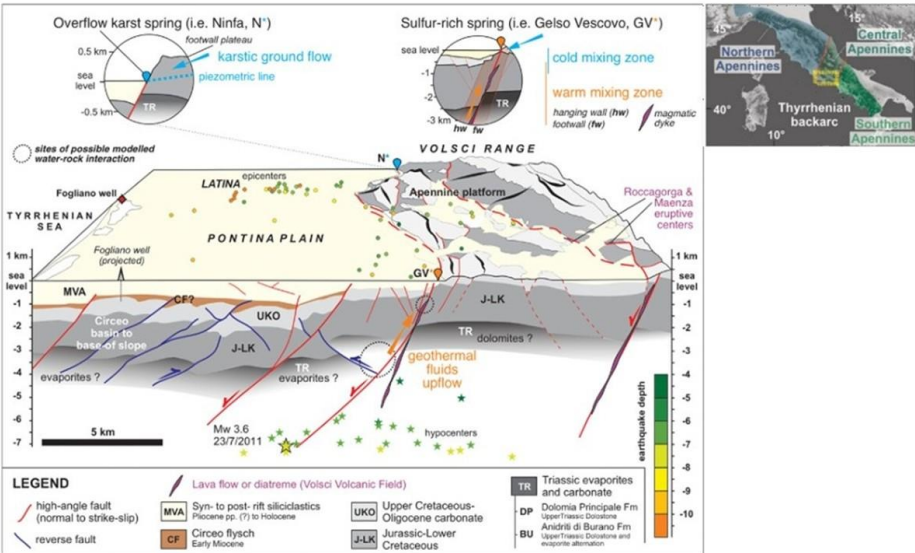 Overflow karst spring (i.e. Ninfa, N*)
footwall plateau
0.5 km
karstic ground flow
sea
level
piezometric line
-0.5 km
TR
Sulfur-rich spring (i.e. Gelso Vescovo, GV*)
sea level
-1
-2
-3 km
TR
hw fw
cold mixing zone
warm mixing zone
hanging wall (hw)
footwall (fw)
magmatic
dyke
45°
15°
Northern
Apennines
Central
Apennines
40°
Thyrrhenian
backarc
10°
Southern
Apennines
sites of possible modelled
water-rock interaction
N*
VOLSCI RANGE
LATINA
epicenters
Apennine platform
Fogliano well
Roccagorga &
Maenza
eruptive
centers
TYRRHENIAN
SEA
PONTINA PLAIN
Fogliano well
(projected)
GV*
1 km
sea
level
-1
-2
-3
-4
-5
-6
-7
MVA
CF?
UKO
J-LK
Circeo
basin to
base-of slope
J-LK
TR
dolomites ?
evaporites ?
TR
evaporites ?
geothermal
fluids
upflow
1 km
sea
level
-1
-2
-3
-4
-5
-6
-7
-8
-9
-10
earthquake depth
Mw 3.6
23/7/2011
hypocenters
5 km
LEGEND
high-angle fault
(normal to strike-slip)
reverse fault
Lava flow or diatreme (Volsci Volcanic Field)
MVA
Syn- to post- rift siliciclasts
Pliocene pp. (?) to Holocene
CF
Circeo flysch
Early Miocene
UKO
Upper Cretaceous-
Oligocene carbonate
J-LK
Jurassic-Lower
Cretaceous
TR
Triassic evaporites
and carbonate
DP
Dolomia Principale Fm
UpperTriassic Dolostone
BU
Anidriti di Burano Fm
UpperTriassic Dolostone and
evaporite alternation